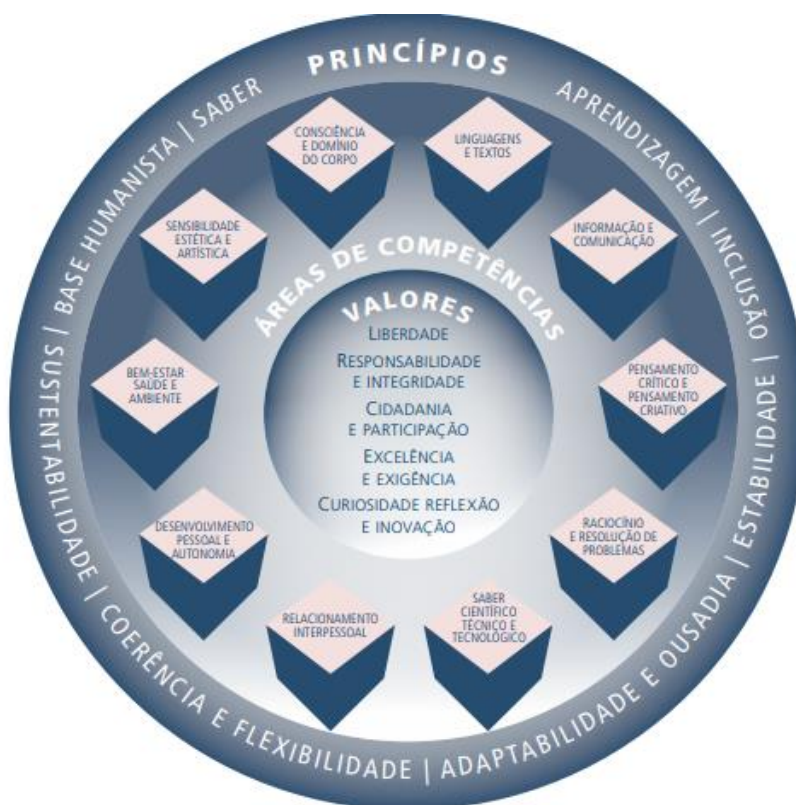 PRINCÍPIOS
BASE HUMANISTA | SABER
APRENDIZAGEM | INCLUSÃO | ESTABILIDADE | ADAPTABILIDADE E OUSADIA | COERÊNCIA E FLEXIBILIDADE | SUSTENTABILIDADE |
ÁREAS DE COMPETÊNCIAS
LINGUAGENS
E TEXTOS
INFORMAÇÃO E
COMUNICAÇÃO
PENSAMENTO
CRÍTICO E
PENSAMENTO
CRIATIVO
RACIOCÍNIO
E RESOLUÇÃO DE
PROBLEMAS
SABER
CIENTÍFICO
TÉCNICO E
TECNOLÓGICO
RELACIONAMENTO
INTERPESSOAL
DESENVOLVIMENTO
PESSOAL E
AUTONOMIA
BEM-ESTAR
SAÚDE E
AMBIENTE
SENSIBILIDADE
ESTÉTICA E
ARTÍSTICA
CONSCIÊNCIA
E DOMÍNIO
DO CORPO
VALORES
LIBERDADE
RESPONSABILIDADE
E INTEGRIDADE
CIDADANIA
E PARTICIPAÇÃO
EXCELÊNCIA
E EXIGÊNCIA
CURIOSIDADE REFLEXÃO
E INOVAÇÃO